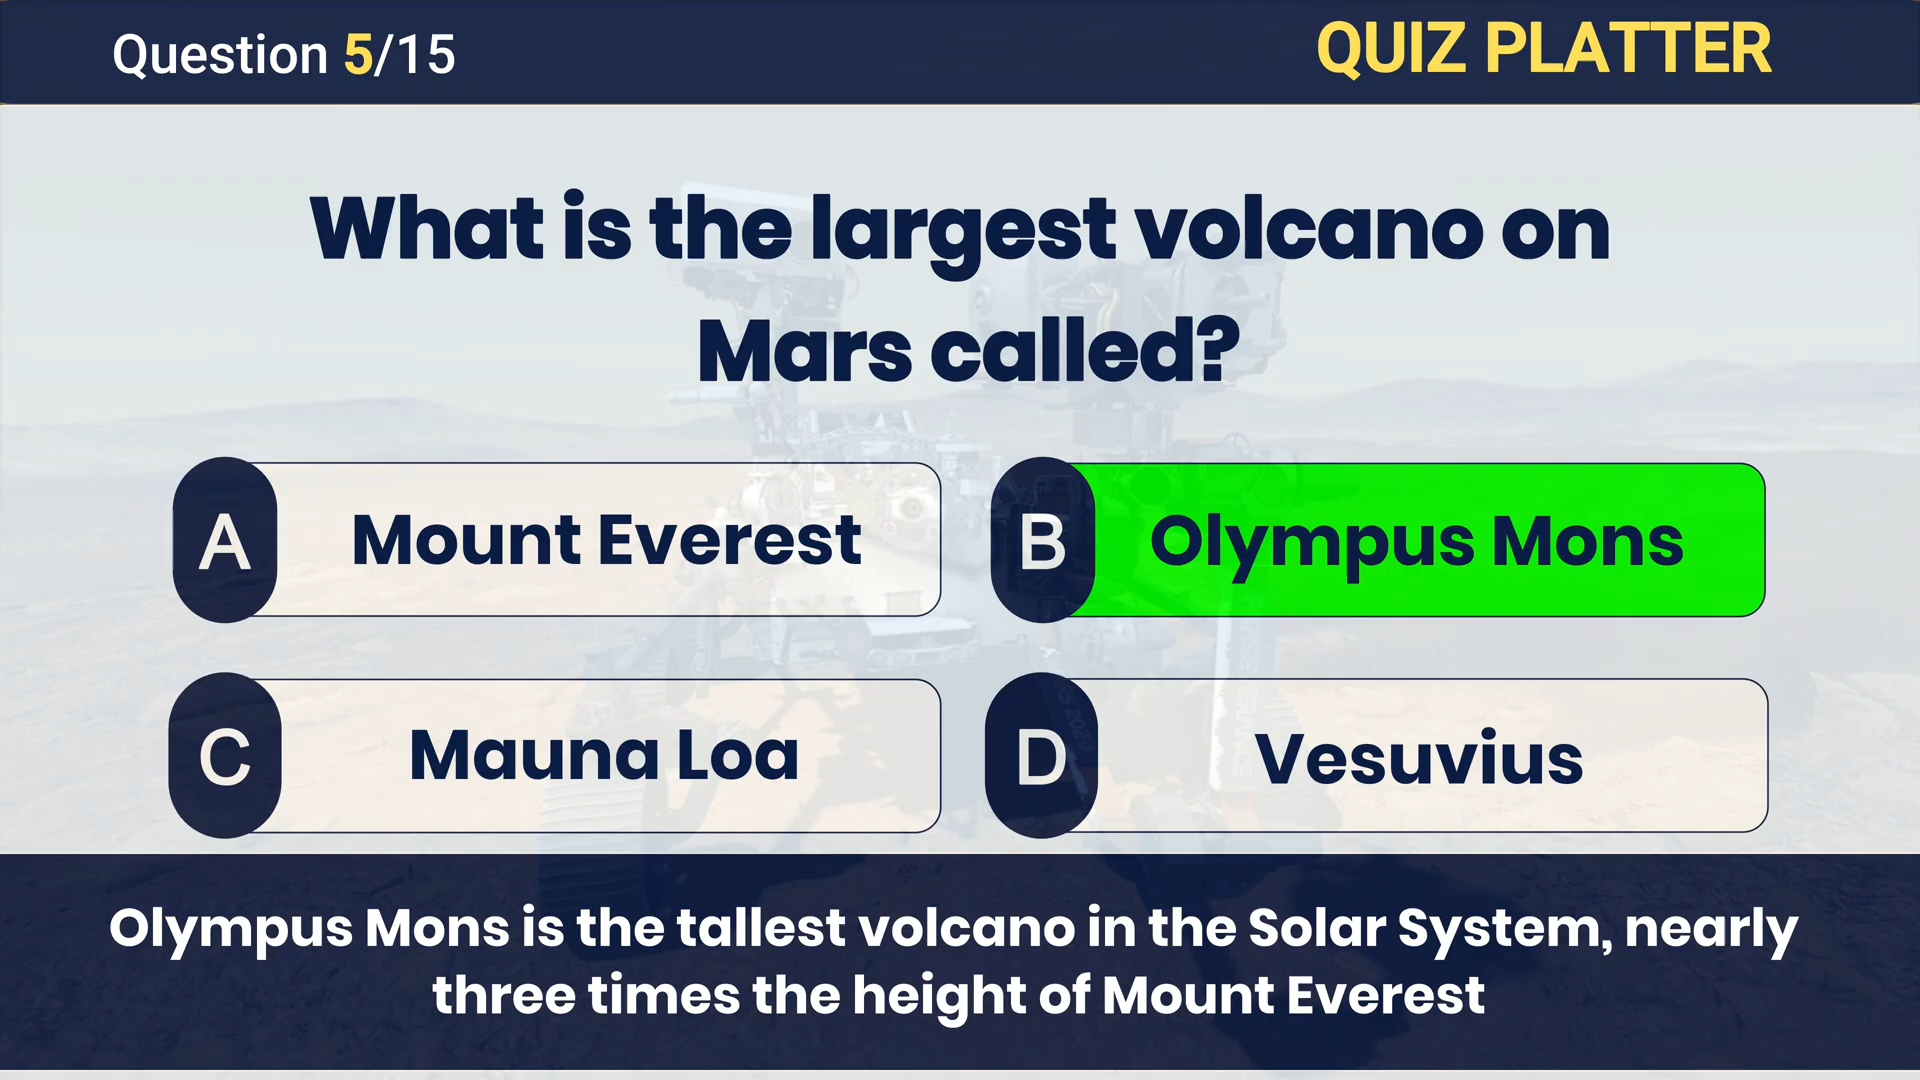 Question 5/15
QUIZ PLATTER
What is the largest volcano on
Mars called?
A
Mount Everest
B
Olympus Mons
C
Mauna Loa
D
Vesuvius
Olympus Mons is the tallest volcano in the Solar System, nearly
three times the height of Mount Everest